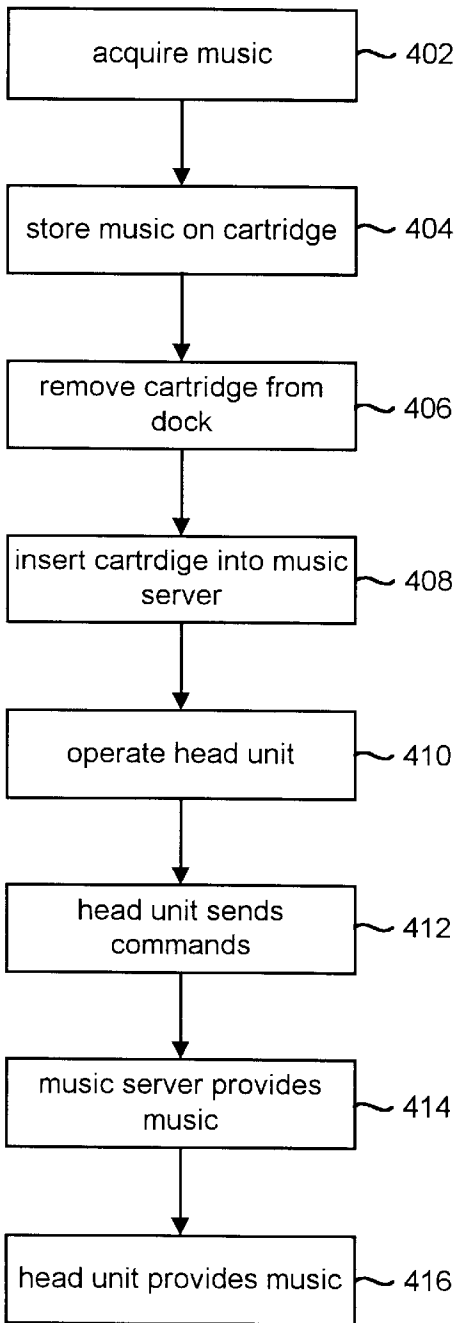 acquire music
402
store music on cartridge
404
remove cartridge from
dock
406
insert cartrdige into music
server
408
operate head unit
410
head unit sends
commands
412
music server provides
music
414
head unit provides music
416